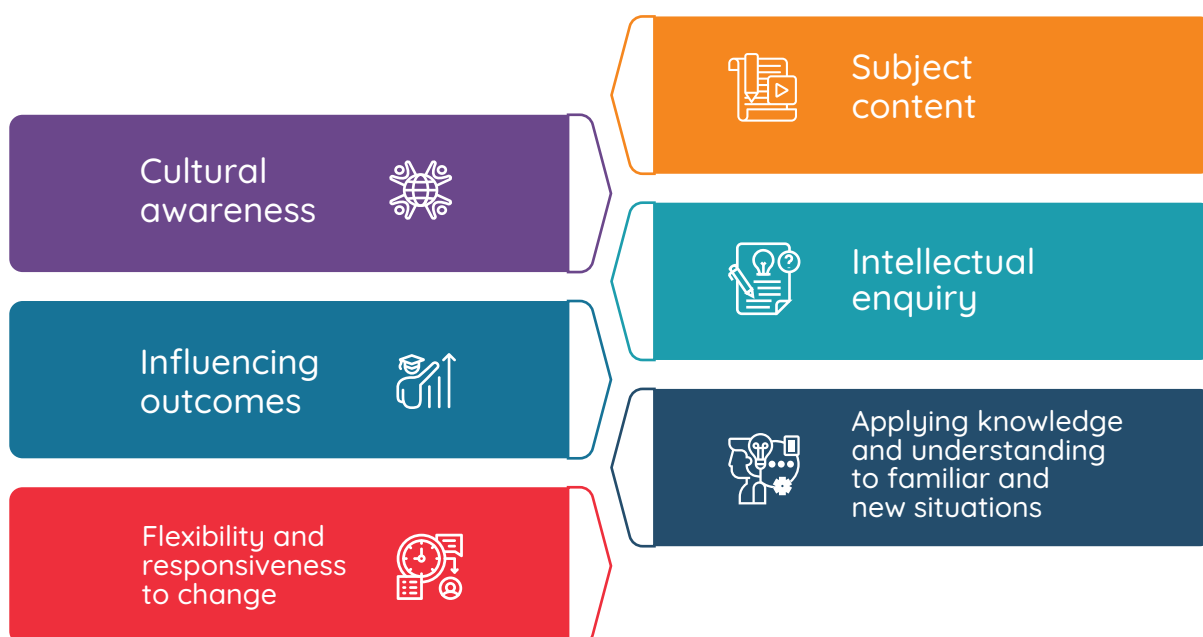 Subject
content
Cultural
awareness
Intellectual
enquiry
Influencing
outcomes
Applying knowledge
and understanding
to familiar and
new situations
Flexibility and
responsiveness
to change